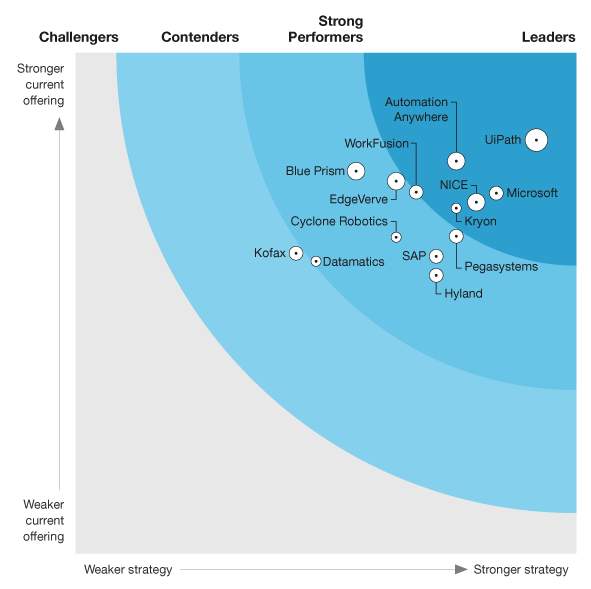 Challengers
Contenders
Strong
Performers
Leaders
Stronger
current
offering
Automation
Anywhere
UiPath
WorkFusion
Blue Prism
NICE
Microsoft
EdgeVerve
Kryon
Cyclone Robotics
Kofax
Datamatics
SAP
Pegasystems
Hyland
Weaker
current
offering
Weaker strategy
Stronger strategy